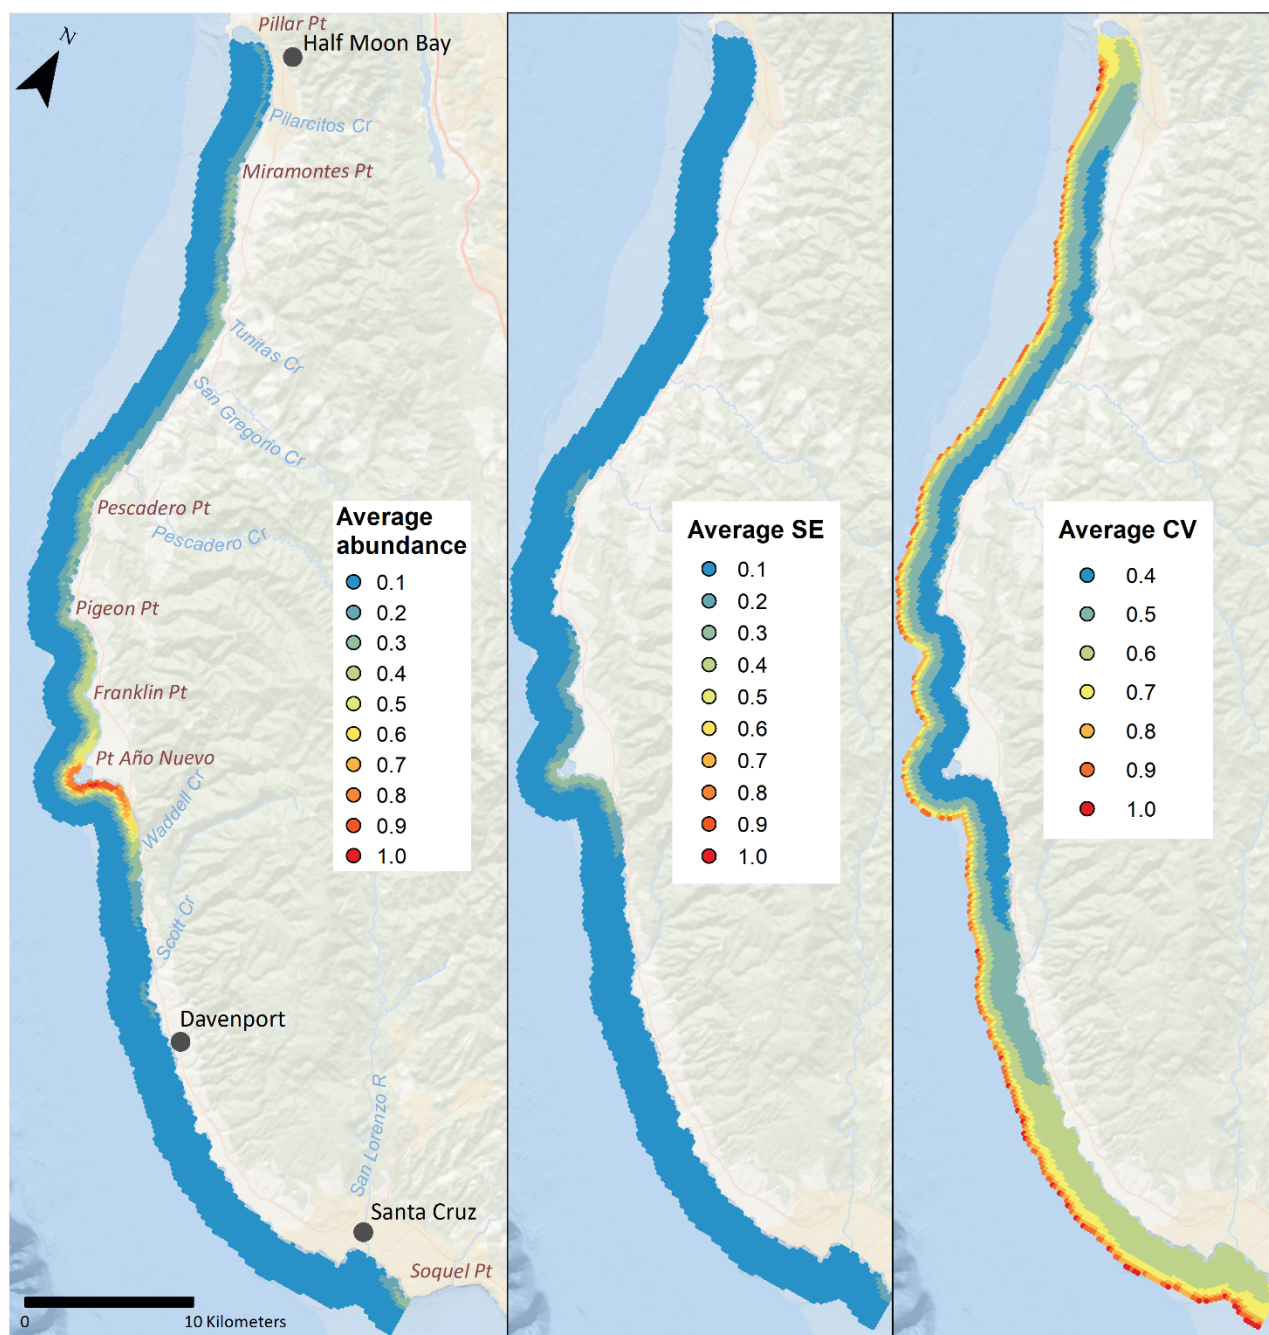 N
Pillar Pt
Half Moon Bay
Pilarcitos Cr
Miramontes Pt
Tunitas Cr
San Gregorio Cr
Pescadero Pt
Pescadero Cr
Pigeon Pt
Franklin Pt
Pt Año Nuevo
Waddell Cr
Scott Cr
Davenport
San Lorenzo R
Santa Cruz
Soquel Pt
0
10 Kilometers
Average
abundance
0.1
0.2
0.3
0.4
0.5
0.6
0.7
0.8
0.9
1.0
Average SE
0.1
0.2
0.3
0.4
0.5
0.6
0.7
0.8
0.9
1.0
Average CV
0.4
0.5
0.6
0.7
0.8
0.9
1.0